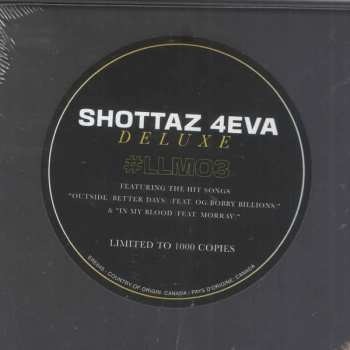 SHOTTAZ 4EVA
DELUXE
#LLMO3
FEATURING THE HIT SONGS
"OUTSIDE (BETTER DAYS) [FEAT. OG BOBBY BILLIONS]"
& "IN MY BLOOD [FEAT. MORRAY]"
LIMITED TO 1000 COPIES
COUNTRY OF ORIGIN: CANADA / PAYS D'ORIGINE: CANADA